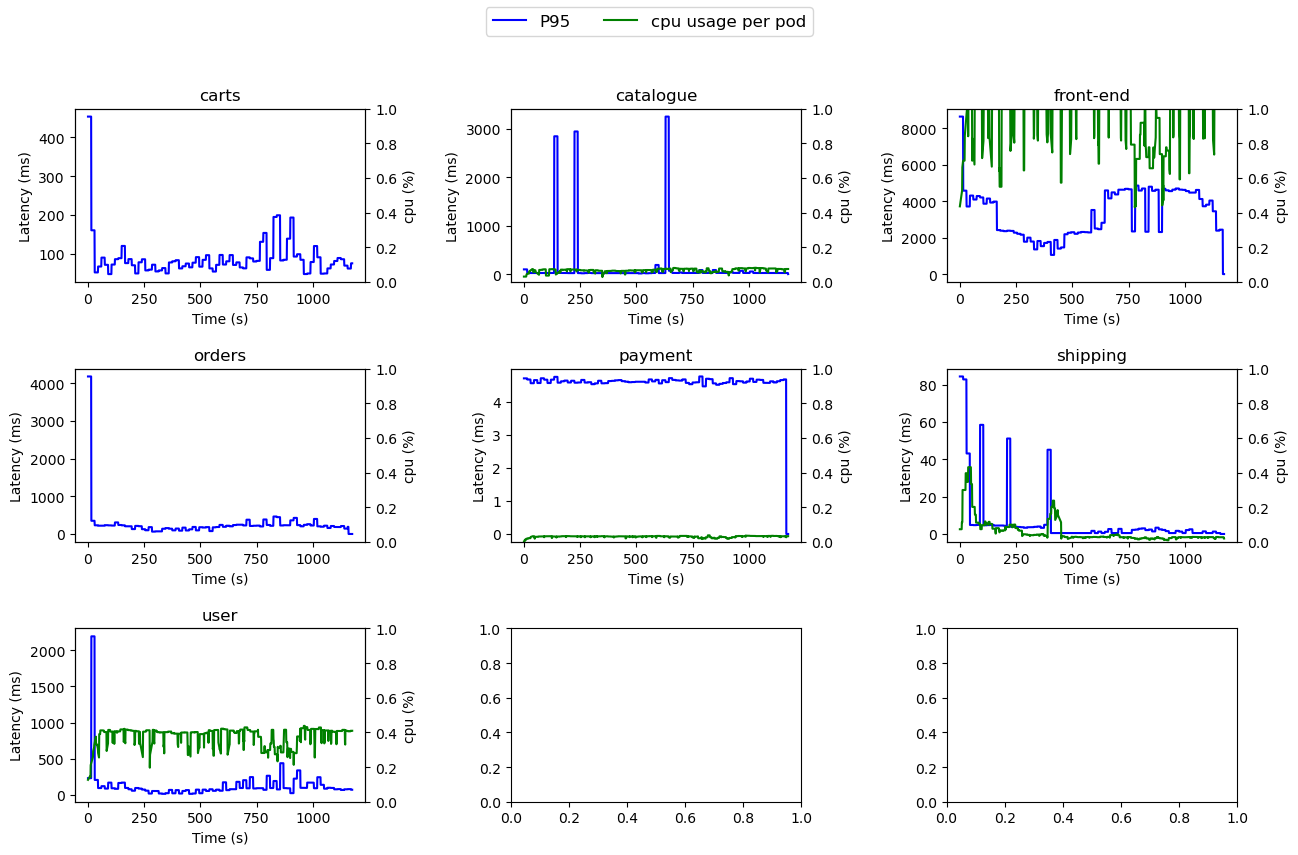 P95 cpu usage per pod
carts catalogue front-end
400 300 200 100
Latency (ms)
1.0 0.8 0.6 0.4 0.2 0.0
cpu (%)
0 250 500 750 1000
Time (s)
3000 2000 1000 0
Latency (ms)
1.0 0.8 0.6 0.4 0.2 0.0
cpu (%)
0 250 500 750 1000
Time (s)
8000 6000 4000 2000 0
Latency (ms)
1.0 0.8 0.6 0.4 0.2 0.0
cpu (%)
0 250 500 750 1000
Time (s)
orders payment shipping
4000 3000 2000 1000 0
Latency (ms)
1.0 0.8 0.6 0.4 0.2 0.0
cpu (%)
0 250 500 750 1000
Time (s)
4 3 2 1 0
Latency (ms)
1.0 0.8 0.6 0.4 0.2 0.0
cpu (%)
0 250 500 750 1000
Time (s)
80 60 40 20 0
Latency (ms)
1.0 0.8 0.6 0.4 0.2 0.0
cpu (%)
0 250 500 750 1000
Time (s)
user
2000 1500 1000 500 0
Latency (ms)
1.0 0.8 0.6 0.4 0.2 0.0
cpu (%)
0 250 500 750 1000
Time (s)
1.0 0.8 0.6 0.4 0.2 0.0
0.0 0.2 0.4 0.6 0.8 1.0
1.0 0.8 0.6 0.4 0.2 0.0
0.0 0.2 0.4 0.6 0.8 1.0